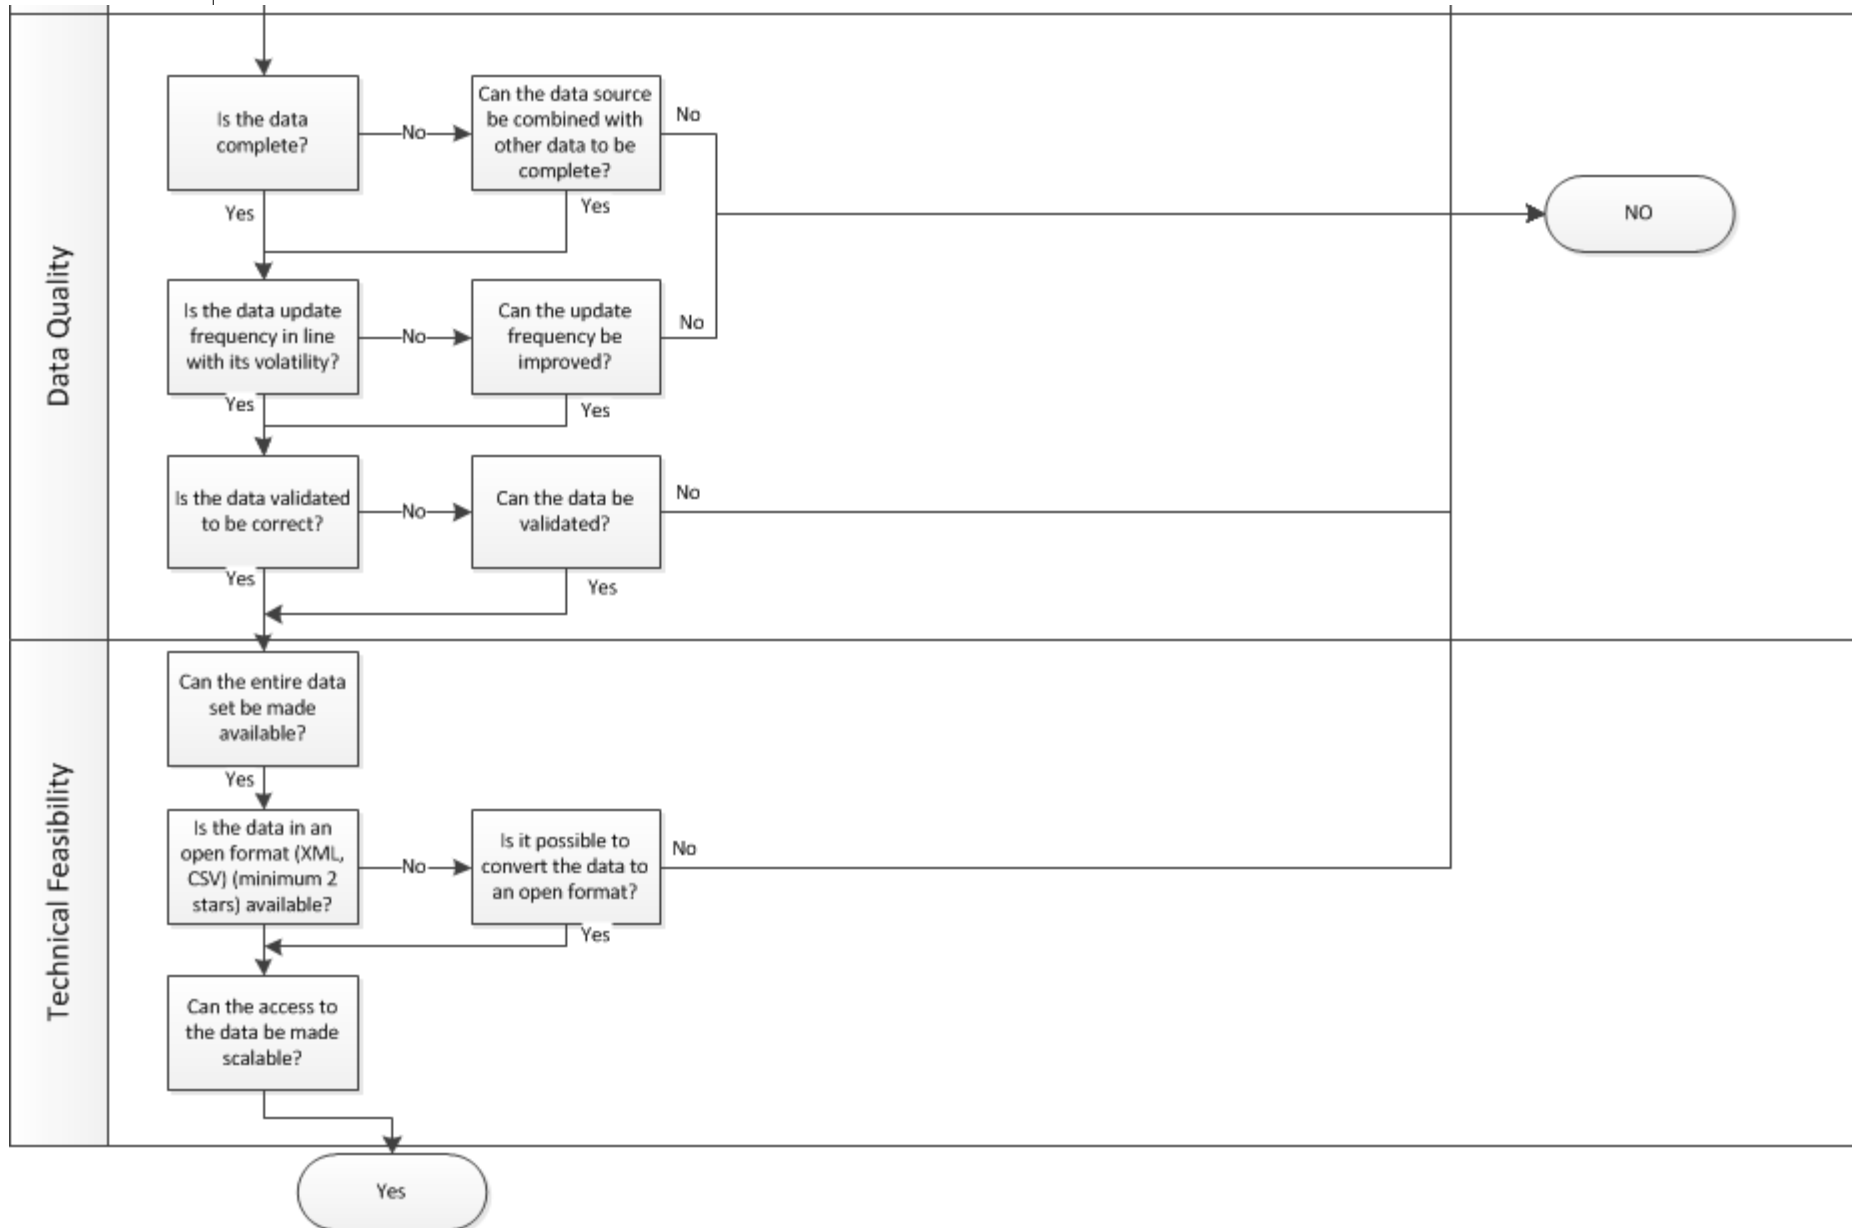 Data Quality
Is the data
complete?
No
Can the data source
be combined with
other data to be
complete?
No
Yes
Yes
NO
Is the data update
frequency in line
with its volatility?
No
Can the update
frequency be
improved?
No
Yes
Yes
Is the data validated
to be correct?
No
Can the data be
validated?
No
Yes
Yes
Technical Feasibility
Can the entire data
set be made
available?
Yes
Is the data in an
open format (XML,
CSV) (minimum 2
stars) available?
No
Is it possible to
convert the data to
an open format?
No
Yes
Can the access to
the data be made
scalable?
Yes